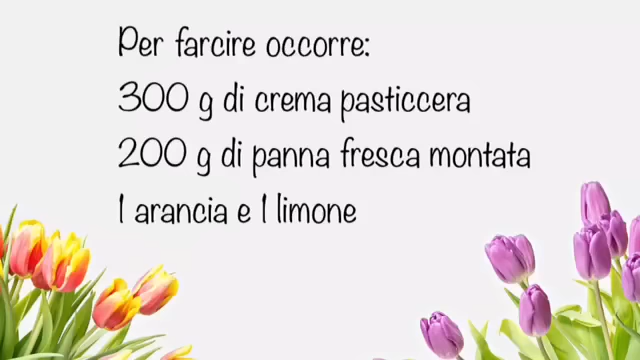 Per farcire occorre:
300 g di crema pasticcera
200 g di panna fresca montata
1 arancia e 1 limone